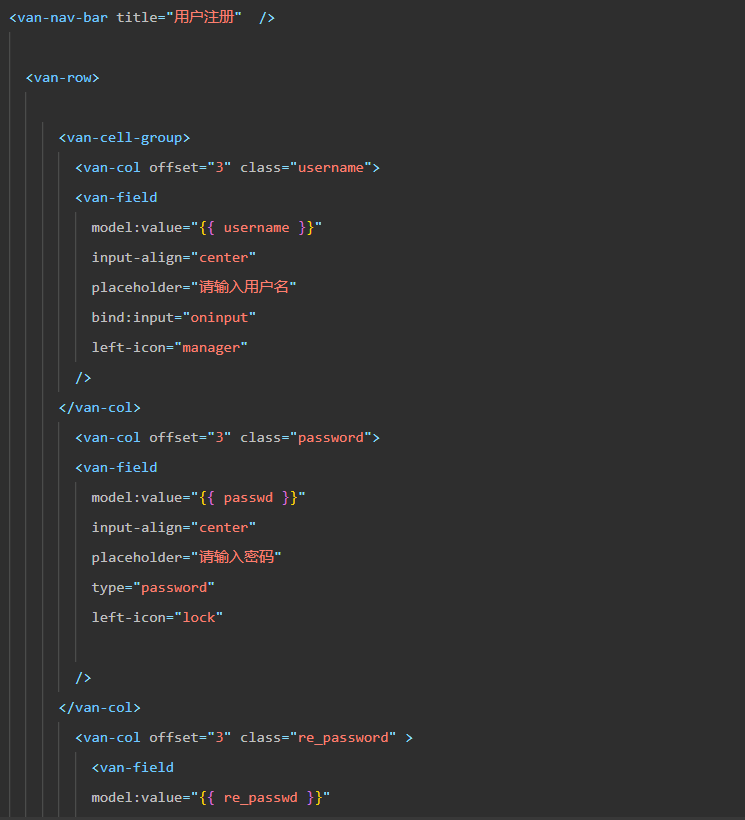 <van-nav-bar title="用户注册"  />
<van-row>
<van-cell-group>
<van-col offset="3" class="username">
<van-field
model:value="{{ username }}"
input-align="center"
placeholder="请输入用户名"
bind:input="oninput"
left-icon="manager"
/>
</van-col>
<van-col offset="3" class="password">
<van-field
model:value="{{ passwd }}"
input-align="center"
placeholder="请输入密码"
type="password"
left-icon="lock"
/>
</van-col>
<van-col offset="3" class="re_password" >
<van-field
model:value="{{ re_passwd }}"